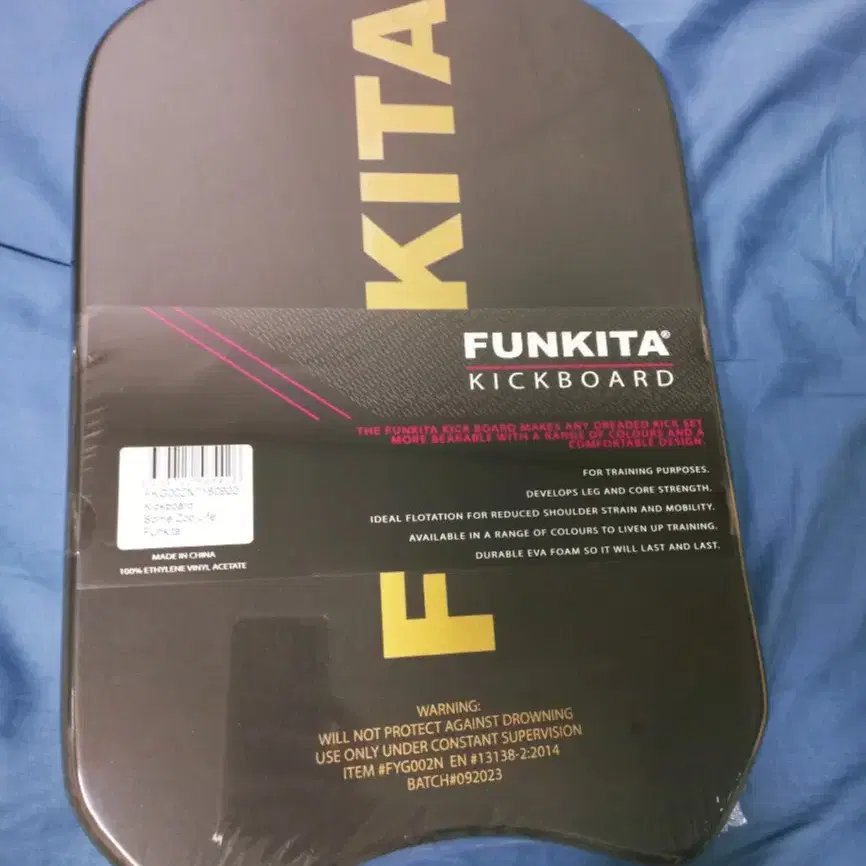 KITA
FUNKITA®
KICKBOARD
THE FUNKITA KICK BOARD MAKES ANY DREADED KICK SET
MORE BEARABLE WITH A RANGE OF COLOURS AND A
COMFORTABLE DESIGN.
FOR TRAINING PURPOSES.
DEVELOPS LEG AND CORE STRENGTH.
IDEAL FLOTATION FOR REDUCED SHOULDER STRAIN AND MOBILITY.
AVAILABLE IN A RANGE OF COLOURS TO LIVEN UP TRAINING.
DURABLE EVA FOAM SO IT WILL LAST AND LAST.
Kickboard
Some Zoo Life
Funkita
MADE IN CHINA
100% ETHYLENE VINYL ACETATE
F
WARNING:
WILL NOT PROTECT AGAINST DROWNING
USE ONLY UNDER CONSTANT SUPERVISION
ITEM #FYG002N EN #13138-2:2014
BATCH#092023